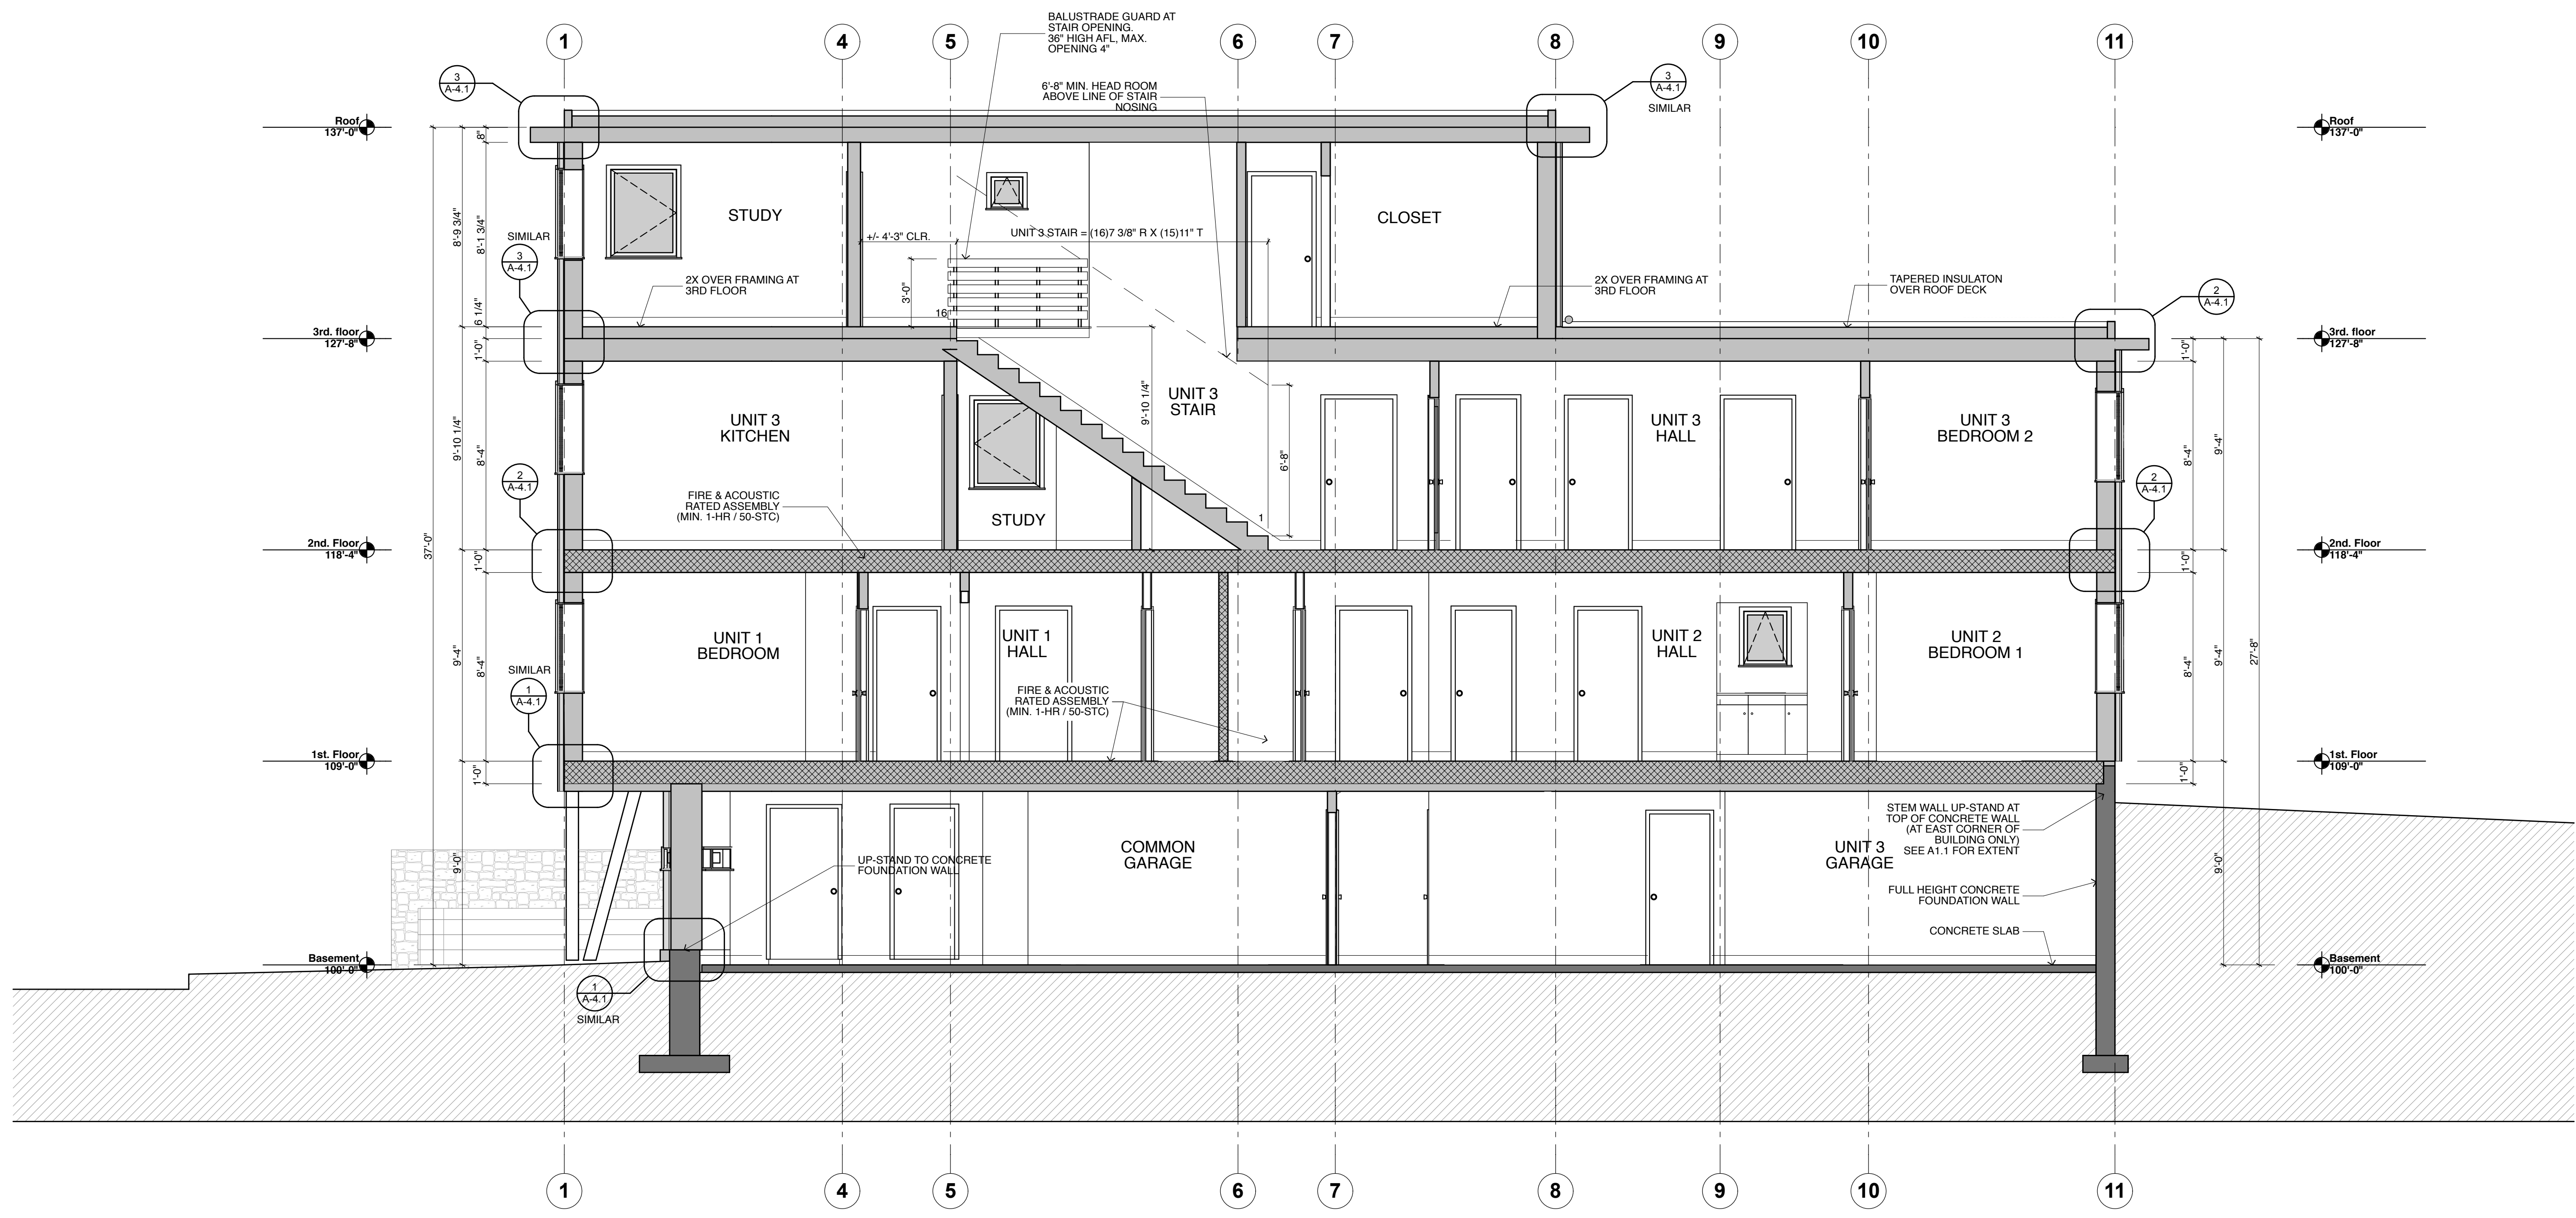 1
4
5
6
7
8
9
10
11
BALUSTRADE GUARD AT
STAIR OPENING.
36" HIGH AFL, MAX.
OPENING 4"
6'-8" MIN. HEAD ROOM
ABOVE LINE OF STAIR
NOSING
3
A-4.1
3
A-4.1
SIMILAR
Roof
137'-0"
Roof
137'-0"
8"
8'-9 3/4"
8'-1 3/4"
STUDY
CLOSET
+/- 4'-3" CLR.
UNIT 3 STAIR = (16)7 3/8" R X (15)11" T
SIMILAR
3
A-4.1
2X OVER FRAMING AT
3RD FLOOR
3'-0"
16
2X OVER FRAMING AT
3RD FLOOR
TAPERED INSULATON
OVER ROOF DECK
2
A-4.1
6 1/4"
3rd. floor
127'-8"
3rd. floor
127'-8"
1'-0"
1'-0"
UNIT 3
KITCHEN
UNIT 3
STAIR
UNIT 3
HALL
UNIT 3
BEDROOM 2
9'-10 1/4"
8'-4"
9'-10 1/4"
6'-8"
8'-4"
9'-4"
2
A-4.1
2
A-4.1
FIRE & ACOUSTIC
RATED ASSEMBLY
(MIN. 1-HR / 50-STC)
STUDY
1
37'-0"
2nd. Floor
118'-4"
2nd. Floor
118'-4"
1'-0"
1'-0"
UNIT 1
BEDROOM
UNIT 1
HALL
UNIT 2
HALL
UNIT 2
BEDROOM 1
9'-4"
8'-4"
8'-4"
9'-4"
27'-8"
SIMILAR
1
A-4.1
FIRE & ACOUSTIC
RATED ASSEMBLY
(MIN. 1-HR / 50-STC)
1st. Floor
109'-0"
1st. Floor
109'-0"
1'-0"
1'-0"
STEM WALL UP-STAND AT
TOP OF CONCRETE WALL
(AT EAST CORNER OF
BUILDING ONLY)
SEE A1.1 FOR EXTENT
COMMON
GARAGE
UNIT 3
GARAGE
UP-STAND TO CONCRETE
FOUNDATION WALL
9'-0"
9'-0"
FULL HEIGHT CONCRETE
FOUNDATION WALL
CONCRETE SLAB
Basement
100'-0"
Basement
100'-0"
1
A-4.1
SIMILAR
1
4
5
6
7
8
9
10
11